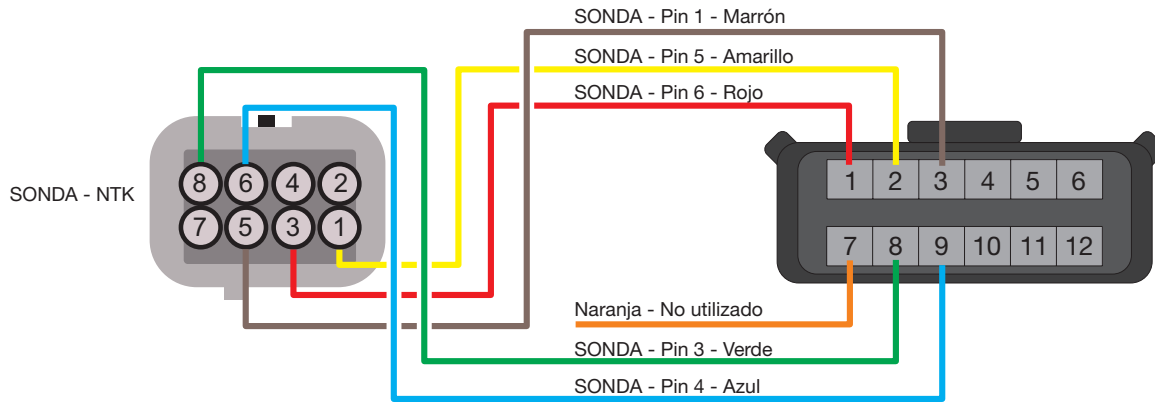 SONDA - Pin 1 - Marrón
SONDA - Pin 5 - Amarillo
SONDA - Pin 6 - Rojo
SONDA - NTK
8 6 4 2
7 5 3 1
1 2 3 4 5 6
7 8 9 10 11 12
Naranja - No utilizado
SONDA - Pin 3 - Verde
SONDA - Pin 4 - Azul